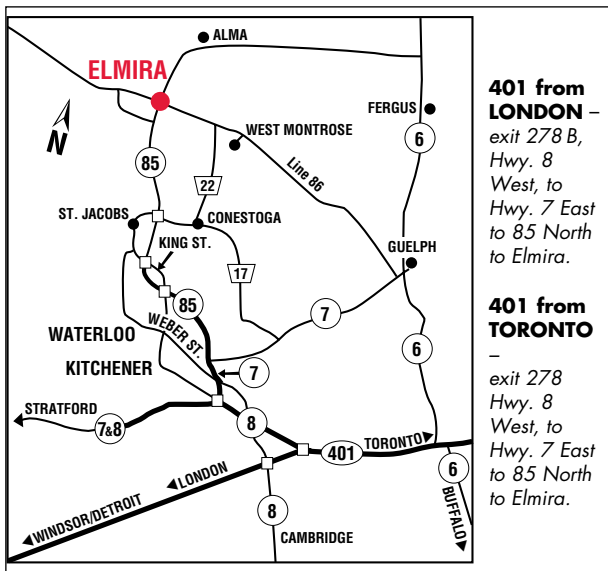 ALMA
ELMIRA
FERGUS
N
WEST MONTROSE
6
85
Line 86
22
ST. JACOBS
CONESTOGA
KING ST.
GUELPH
17
85
7
WEBER ST.
WATERLOO
6
KITCHENER
7
STRATFORD
7&8
8
TORONTO
401
LONDON
6
WINDSOR/DETROIT
BUFFALO
8
CAMBRIDGE
401 from
LONDON –
exit 278 B,
Hwy. 8
West, to
Hwy. 7 East
to 85 North
to Elmira.
401 from
TORONTO
–
exit 278
Hwy. 8
West, to
Hwy. 7 East
to 85 North
to Elmira.